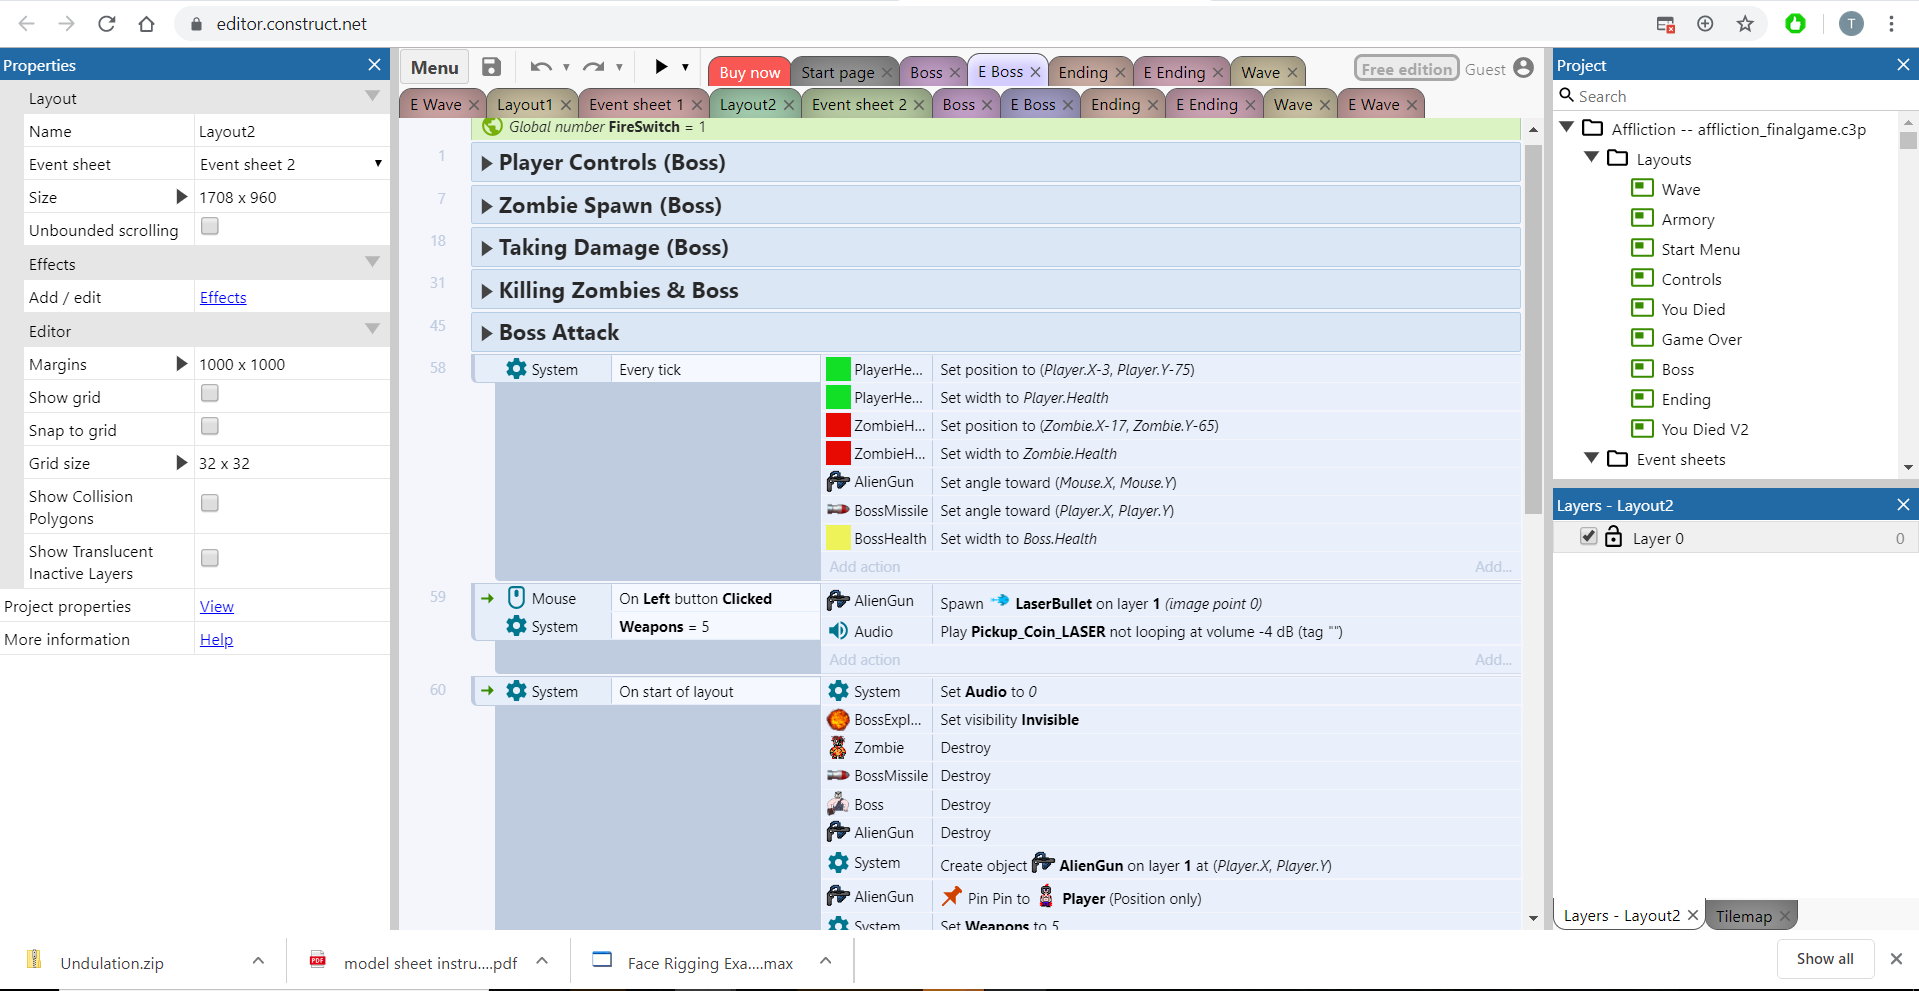 editor.construct.net
T
Properties
Layout
Name Layout2
Event sheet Event sheet 2
Size 1708 x 960
Unbounded scrolling
Effects
Add / edit Effects
Editor
Margins 1000 x 1000
Show grid
Snap to grid
Grid size 32 x 32
Show Collision
Polygons
Show Translucent
Inactive Layers
Project properties View
More information Help
Menu
Buy now Start page Boss E Boss Ending E Ending Wave
Free edition Guest
E Wave Layout1 Event sheet 1 Layout2 Event sheet 2 Boss E Boss Ending E Ending Wave E Wave
Global number FireSwitch = 1
1 Player Controls (Boss)
7 Zombie Spawn (Boss)
18 Taking Damage (Boss)
31 Killing Zombies & Boss
45 Boss Attack
58 System Every tick PlayerHe... Set position to (Player.X-3, Player.Y-75)
PlayerHe... Set width to Player.Health
ZombieH... Set position to (Zombie.X-17, Zombie.Y-65)
ZombieH... Set width to Zombie.Health
AlienGun Set angle toward (Mouse.X, Mouse.Y)
BossMissile Set angle toward (Player.X, Player.Y)
BossHealth Set width to Boss.Health
Add action Add...
59 Mouse On Left button Clicked AlienGun Spawn LaserBullet on layer 1 (image point 0)
System Weapons = 5 Audio Play Pickup_Coin_LASER not looping at volume -4 dB (tag "")
Add action Add...
60 System On start of layout System Set Audio to 0
BossExpl... Set visibility Invisible
Zombie Destroy
BossMissile Destroy
Boss Destroy
AlienGun Destroy
System Create object AlienGun on layer 1 at (Player.X, Player.Y)
AlienGun Pin Pin to Player (Position only)
System Set Weapons to 5
Project
Search
Affliction -- affliction_finalgame.c3p
Layouts
Wave
Armory
Start Menu
Controls
You Died
Game Over
Boss
Ending
You Died V2
Event sheets
Layers - Layout2
Layer 0 0
Layers - Layout2 Tilemap
Undulation.zip
PDF
model sheet instru....pdf
Face Rigging Exa....max
Show all